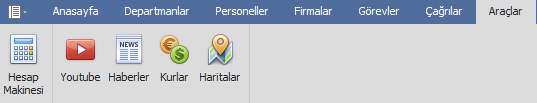 Anasayfa Departmanlar Personeller Firmalar Görevler Çağrılar Araçlar
NEWS
Hesap Makinesi Youtube Haberler Kurlar Haritalar